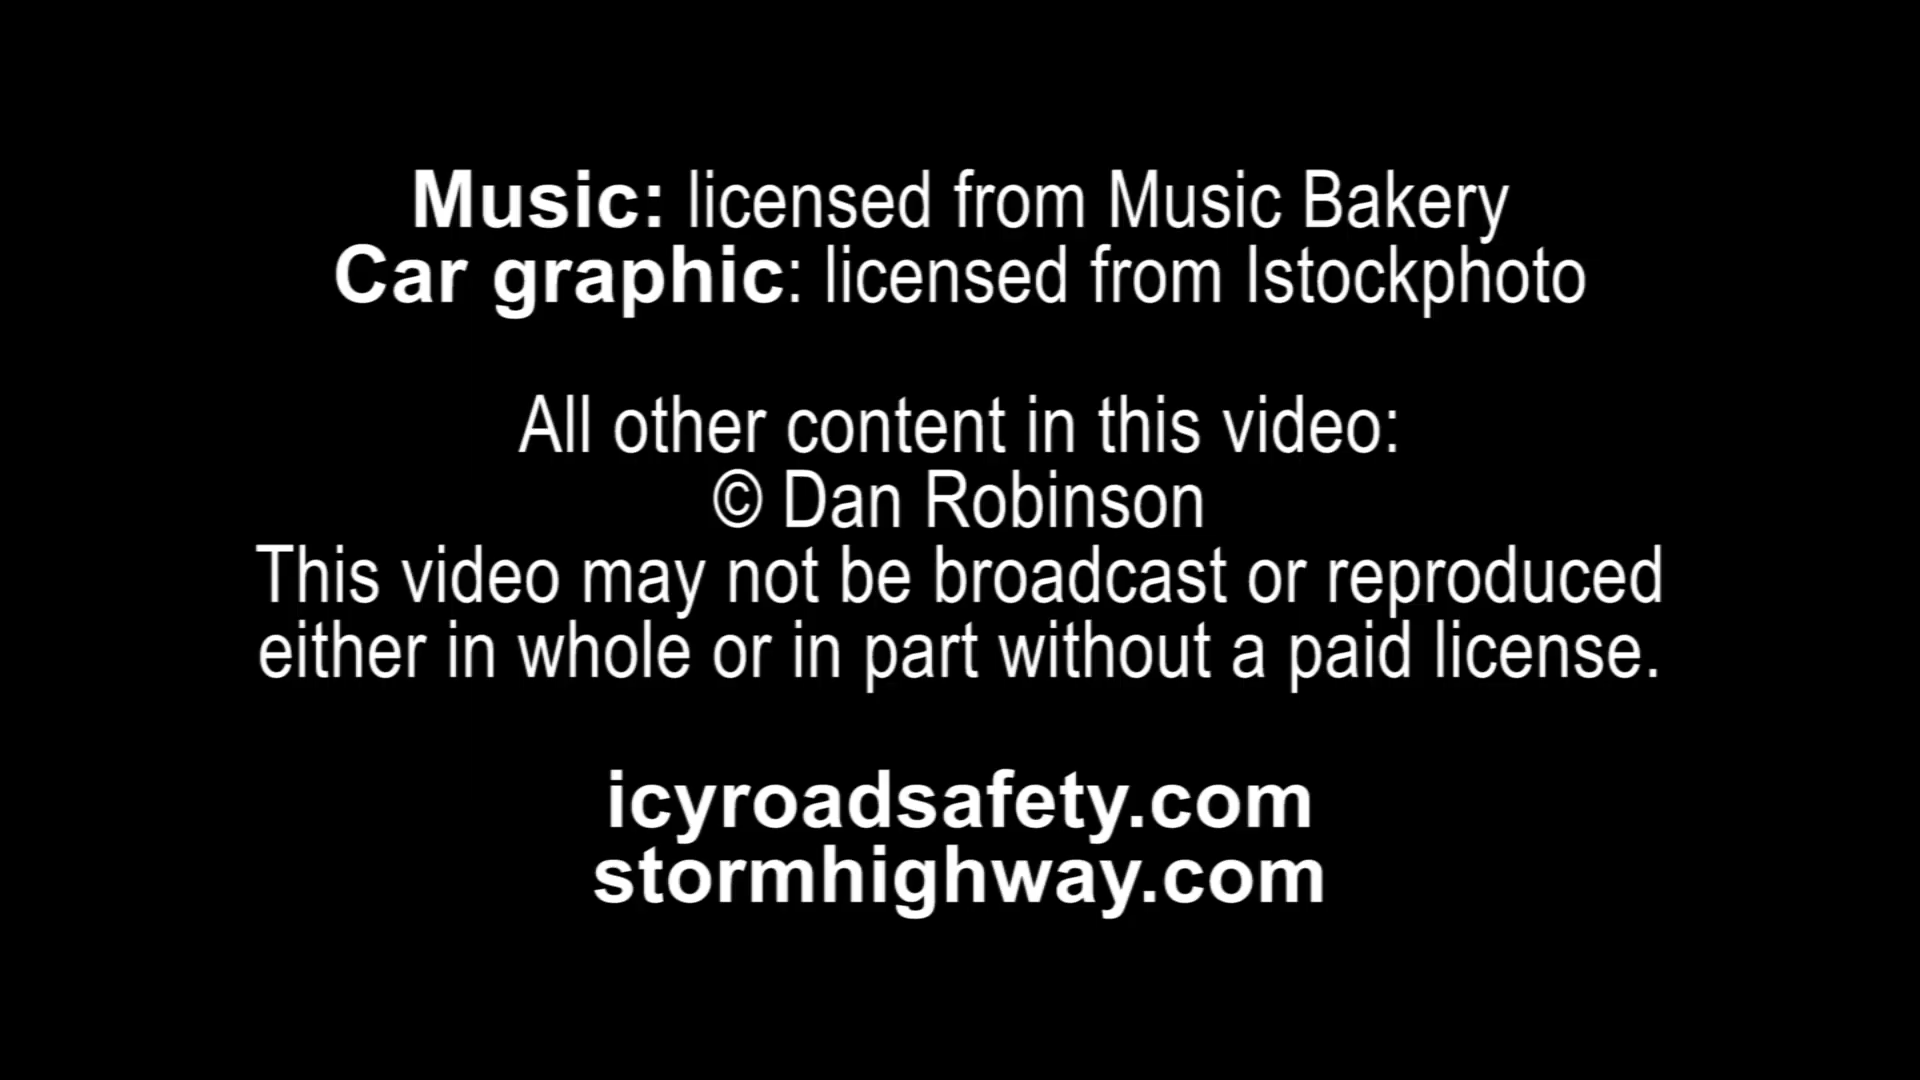 Music: licensed from Music Bakery
Car graphic: licensed from Istockphoto
All other content in this video:
© Dan Robinson
This video may not be broadcast or reproduced
either in whole or in part without a paid license.
icyroadsafety.com
stormhighway.com